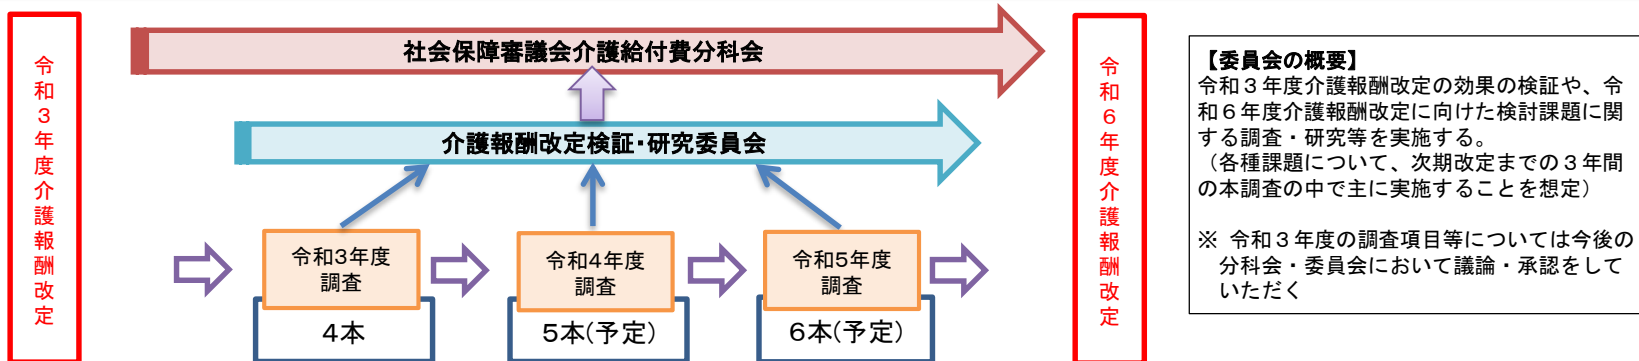 令和３年度介護報酬改定
社会保障審議会介護給付費分科会
介護報酬改定検証・研究委員会
令和3年度
調査
4本
令和4年度
調査
5本(予定)
令和5年度
調査
6本(予定)
令和６年度介護報酬改定
【委員会の概要】
令和３年度介護報酬改定の効果の検証や、令
和６年度介護報酬改定に向けた検討課題に関
する調査・研究等を実施する。
（各種課題について、次期改定までの３年間
の本調査の中で主に実施することを想定）
※ 令和３年度の調査項目等については今後の
分科会・委員会において議論・承認をして
いただく